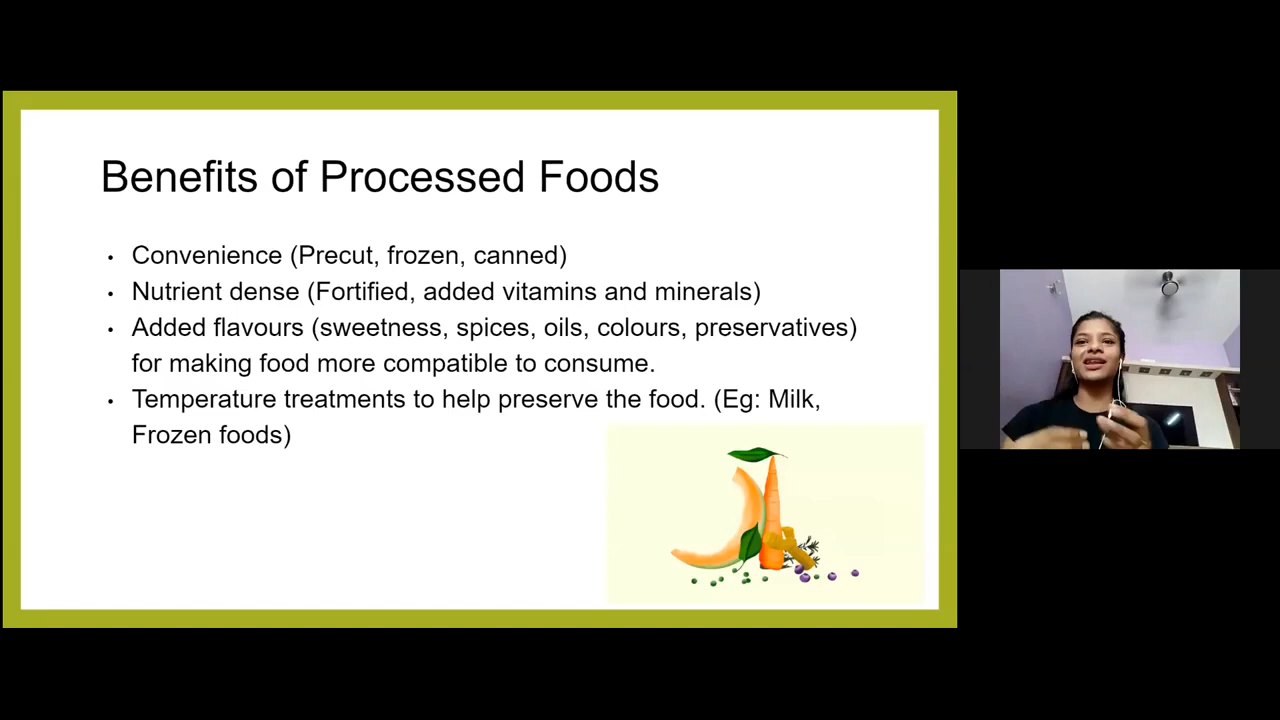 Benefits of Processed Foods
• Convenience (Precut, frozen, canned)
• Nutrient dense (Fortified, added vitamins and minerals)
• Added flavours (sweetness, spices, oils, colours, preservatives)
for making food more compatible to consume.
• Temperature treatments to help preserve the food. (Eg: Milk,
Frozen foods)